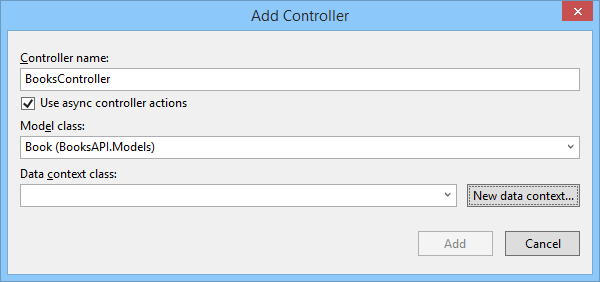 Add Controller
Controller name:
BooksController
Use async controller actions
Model class:
Book (BooksAPI.Models)
Data context class:
New data context...
Add Cancel